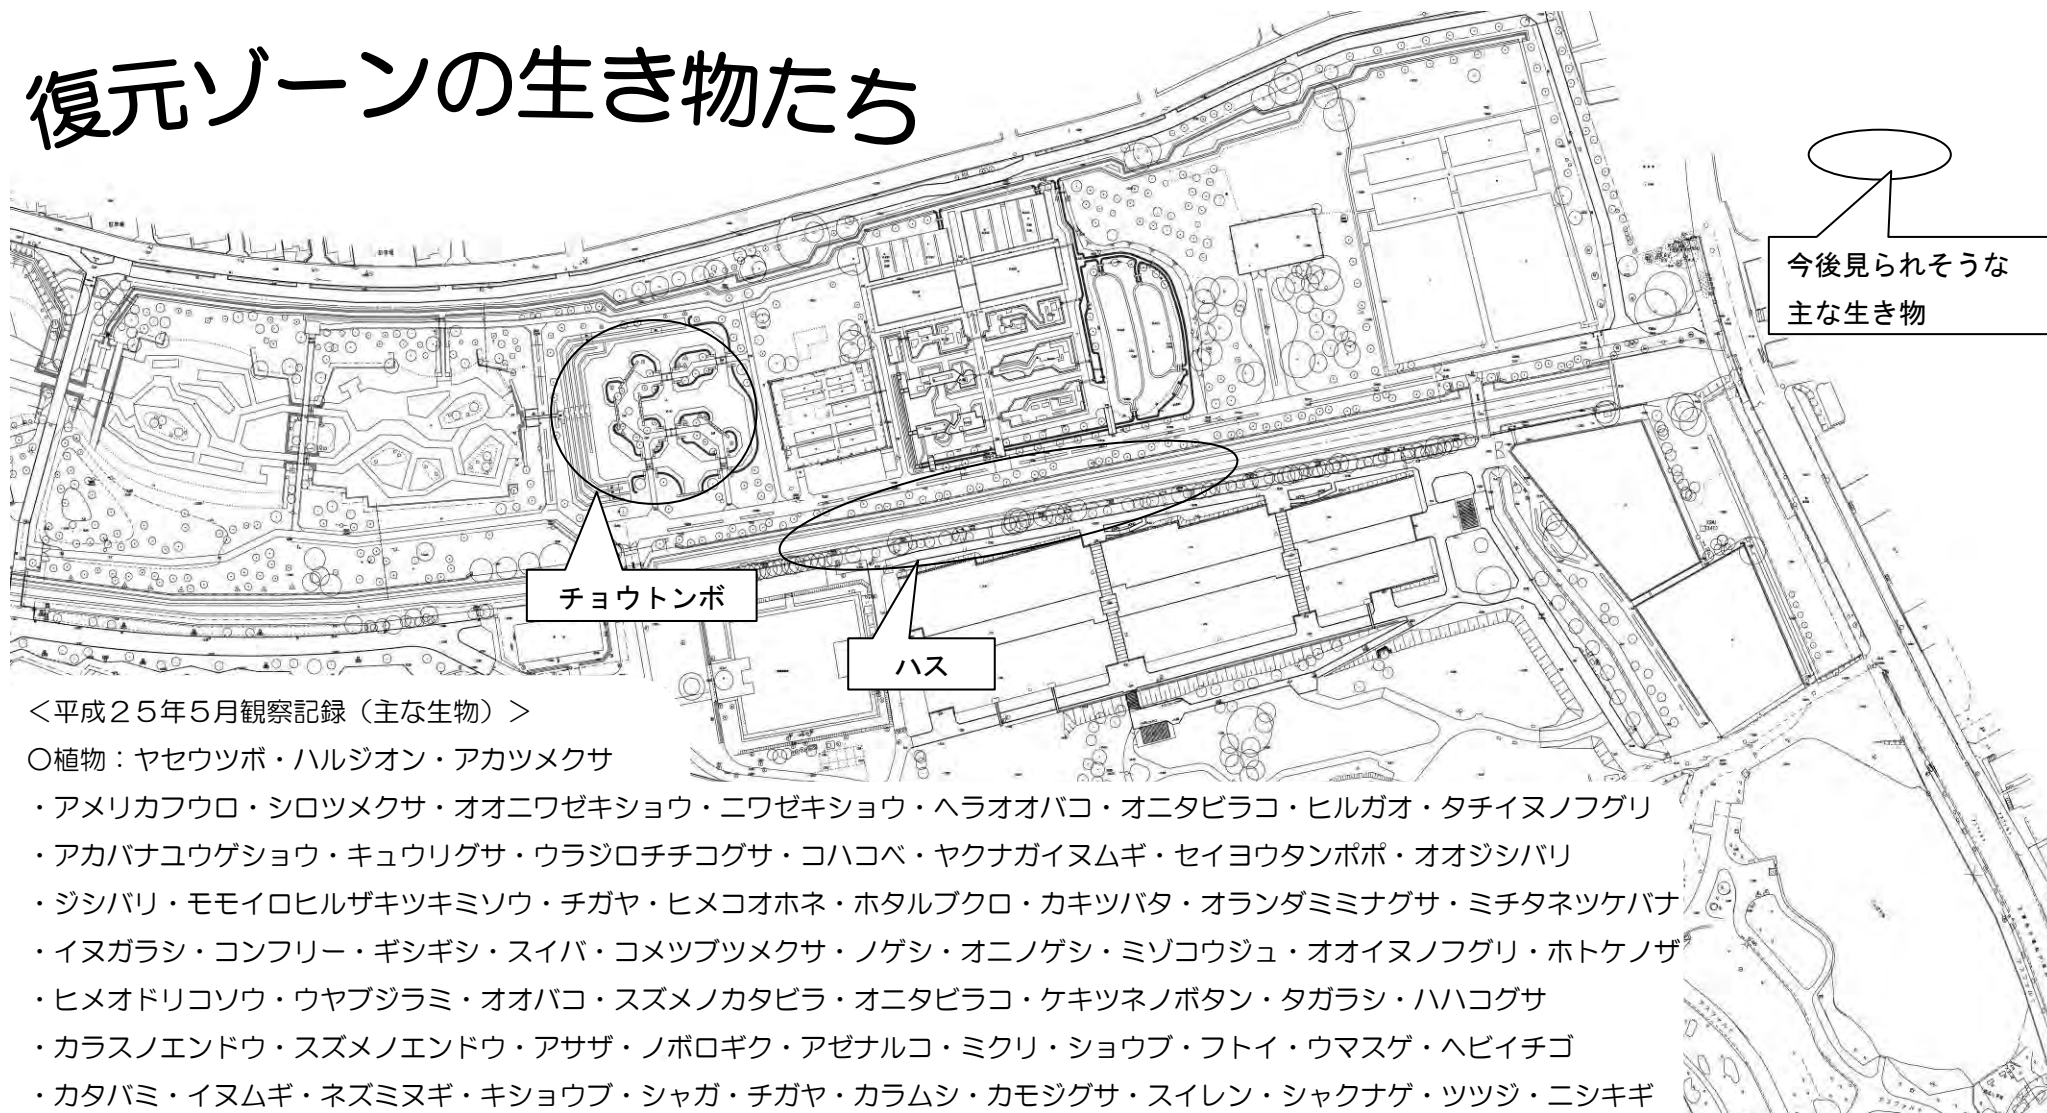 復元ゾーンの生き物たち
今後見られそうな
主な生き物
チョウトンボ
ハス
＜平成２５年５月観察記録（主な生物）＞
○植物：ヤセウツボ・ハルジオン・アカツメクサ
・アメリカフウロ・シロツメクサ・オオニワゼキショウ・ニワゼキショウ・ヘラオオバコ・オニタビラコ・ヒルガオ・タチイヌノフグリ
・アカバナユウゲショウ・キュウリグサ・ウラジロチチコグサ・コハコベ・ヤクナガイヌムギ・セイヨウタンポポ・オオジシバリ
・ジシバリ・モモイロヒルザキツキミソウ・チガヤ・ヒメコオホネ・ホタルブクロ・カキツバタ・オランダミミナグサ・ミチタネツケバナ
・イヌガラシ・コンフリー・ギシギシ・スイバ・コメツブツメクサ・ノゲシ・オニノゲシ・ミゾコウジュ・オオイヌノフグリ・ホトケノザ
・ヒメオドリコソウ・ウヤブジラミ・オオバコ・スズメノカタビラ・オニタビラコ・ケキツネノボタン・タガラシ・ハハコグサ
・カラスノエンドウ・スズメノエンドウ・アサザ・ノボロギク・アゼナルコ・ミクリ・ショウブ・フトイ・ウマスゲ・ヘビイチゴ
・カタバミ・イヌムギ・ネズミヌギ・キショウブ・シャガ・チガヤ・カラムシ・カモジグサ・スイレン・シャクナゲ・ツツジ・ニシキギ